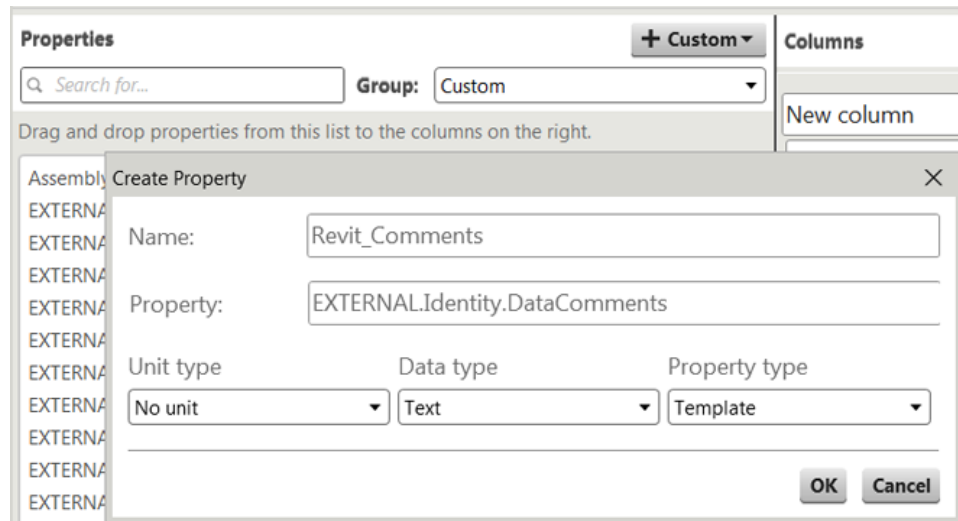 Properties
+ Custom
Columns
Search for...
Group:
Custom
New column
Drag and drop properties from this list to the columns on the right.
Assembly
Create Property
EXTERNA
EXTERNA
EXTERNA
EXTERNA
EXTERNA
EXTERNA
EXTERNA
EXTERNA
EXTERNA
EXTERNA
Name:
Revit_Comments
Property:
EXTERNAL.Identity.DataComments
Unit type
Data type
Property type
No unit
Text
Template
OK
Cancel